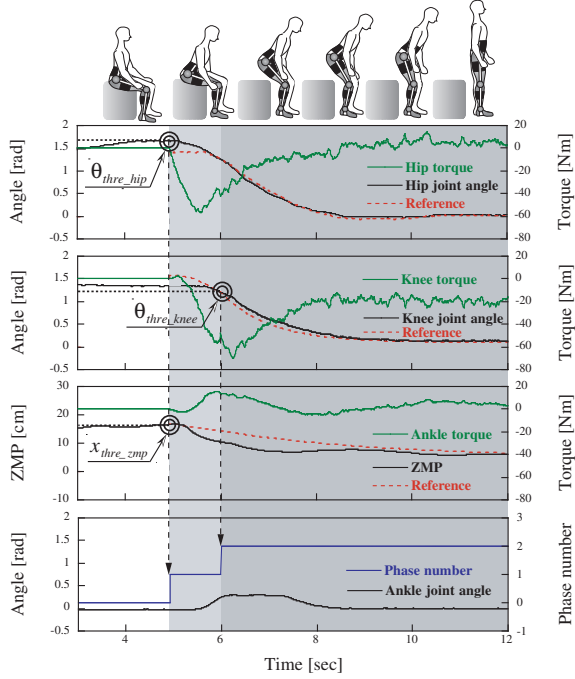 2
1.5
1
0.5
0
-0.5
Angle [rad]
20
0
-20
-40
-60
-80
Torque [Nm]
θthre_hip
Hip torque
Hip joint angle
Reference
2
1.5
1
0.5
0
-0.5
Angle [rad]
20
0
-20
-40
-60
-80
Torque [Nm]
θthre_knee
Knee torque
Knee joint angle
Reference
30
20
10
0
-10
ZMP [cm]
20
0
-20
-40
-60
-80
Torque [Nm]
xthre_zmp
Ankle torque
ZMP
Reference
2
1.5
1
0.5
0
-0.5
Angle [rad]
3
2
1
0
-1
Phase number
Phase number
Ankle joint angle
4 6 8 10 12
Time [sec]